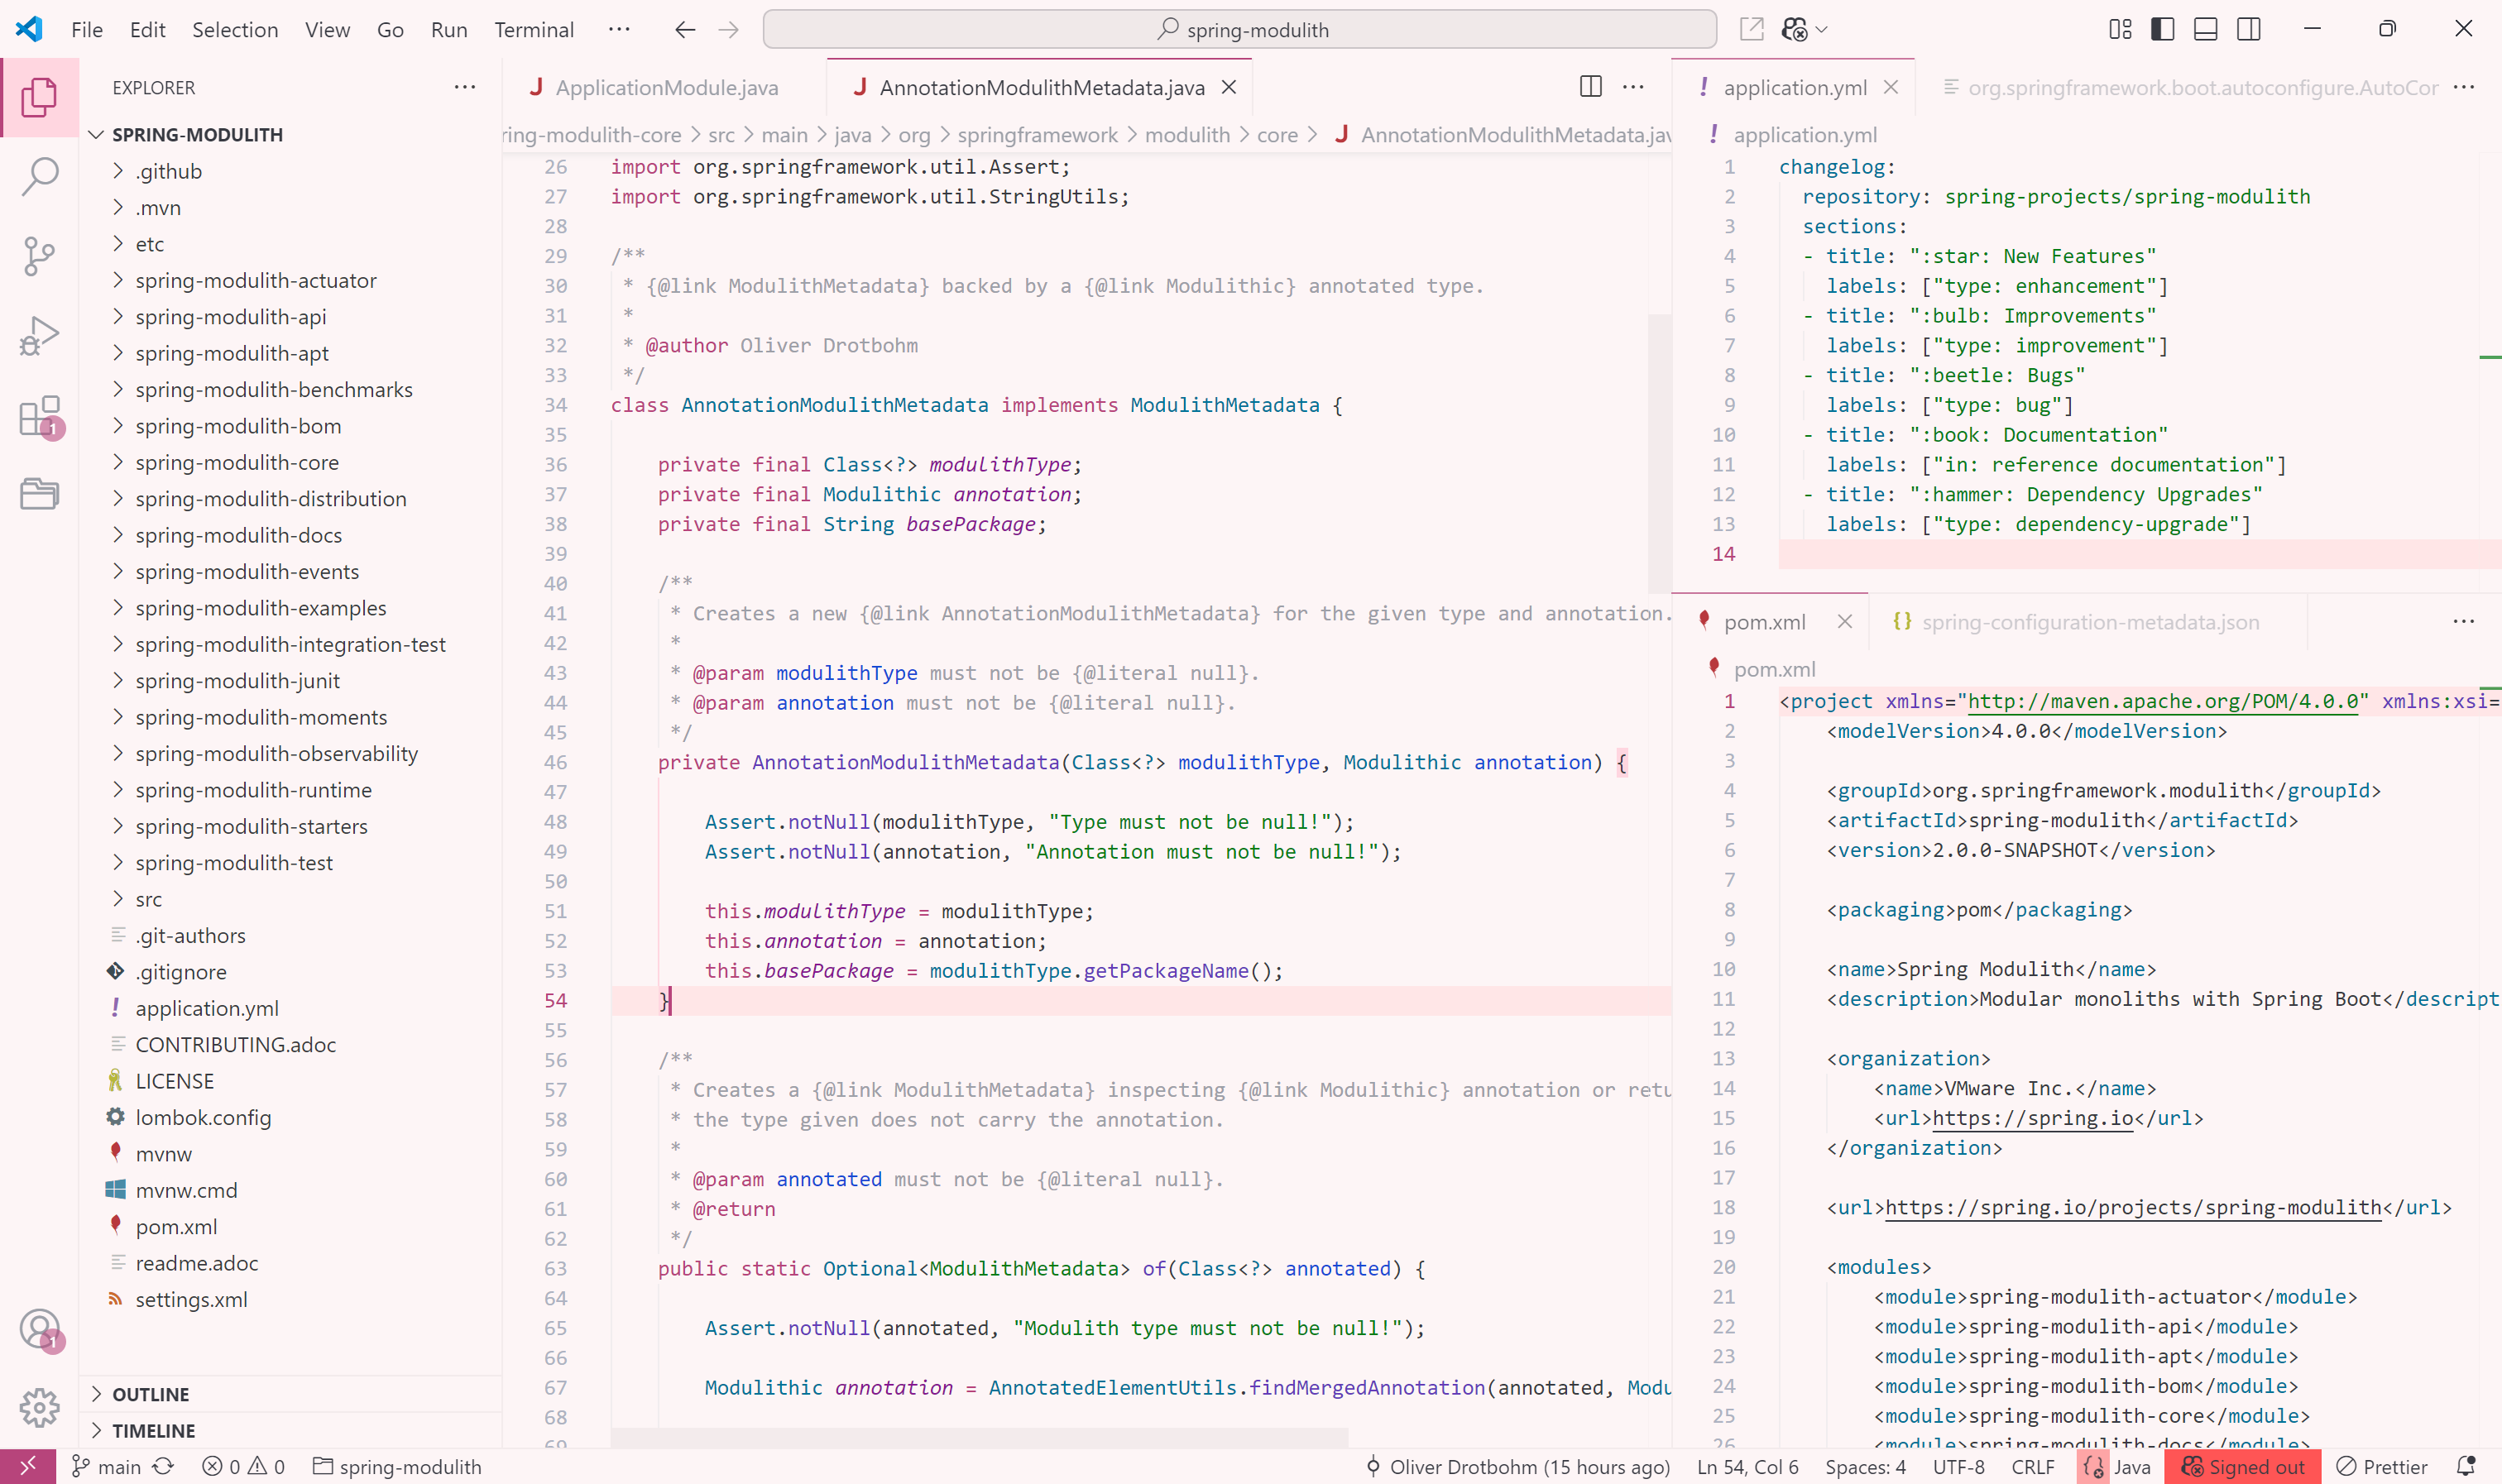 File Edit Selection View Go Run Terminal ···
spring-modulith
EXPLORER
SPRING-MODULITH
.github
.mvn
etc
spring-modulith-actuator
spring-modulith-api
spring-modulith-apt
spring-modulith-benchmarks
spring-modulith-bom
spring-modulith-core
spring-modulith-distribution
spring-modulith-docs
spring-modulith-events
spring-modulith-examples
spring-modulith-integration-test
spring-modulith-junit
spring-modulith-moments
spring-modulith-observability
spring-modulith-runtime
spring-modulith-starters
spring-modulith-test
src
.git-authors
.gitignore
application.yml
CONTRIBUTING.adoc
LICENSE
lombok.config
mvnw
mvnw.cmd
pom.xml
readme.adoc
settings.xml
OUTLINE
TIMELINE
1
1
ApplicationModule.java
AnnotationModulithMetadata.java
ring-modulith-core > src > main > java > org > springframework > modulith > core > AnnotationModulithMetadata.jav
26 import org.springframework.util.Assert;
27 import org.springframework.util.StringUtils;
28
29 /**
30  * {@link ModulithMetadata} backed by a {@link Modulithic} annotated type.
31  *
32  * @author Oliver Drotbohm
33  */
34 class AnnotationModulithMetadata implements ModulithMetadata {
35
36     private final Class<?> modulithType;
37     private final Modulithic annotation;
38     private final String basePackage;
39
40     /**
41      * Creates a new {@link AnnotationModulithMetadata} for the given type and annotation.
42      *
43      * @param modulithType must not be {@literal null}.
44      * @param annotation must not be {@literal null}.
45      */
46     private AnnotationModulithMetadata(Class<?> modulithType, Modulithic annotation) {
47
48         Assert.notNull(modulithType, "Type must not be null!");
49         Assert.notNull(annotation, "Annotation must not be null!");
50
51         this.modulithType = modulithType;
52         this.annotation = annotation;
53         this.basePackage = modulithType.getPackageName();
54     }
55
56     /**
57      * Creates a {@link ModulithMetadata} inspecting {@link Modulithic} annotation or retu
58      * the type given does not carry the annotation.
59      *
60      * @param annotated must not be {@literal null}.
61      * @return
62      */
63     public static Optional<ModulithMetadata> of(Class<?> annotated) {
64
65         Assert.notNull(annotated, "Modulith type must not be null!");
66
67         Modulithic annotation = AnnotatedElementUtils.findMergedAnnotation(annotated, Modu
68
69
application.yml
org.springframework.boot.autoconfigure.AutoCor
application.yml
1 changelog:
2   repository: spring-projects/spring-modulith
3   sections:
4   - title: ":star: New Features"
5     labels: ["type: enhancement"]
6   - title: ":bulb: Improvements"
7     labels: ["type: improvement"]
8   - title: ":beetle: Bugs"
9     labels: ["type: bug"]
10   - title: ":book: Documentation"
11     labels: ["in: reference documentation"]
12   - title: ":hammer: Dependency Upgrades"
13     labels: ["type: dependency-upgrade"]
14
pom.xml
spring-configuration-metadata.json
pom.xml
1 <project xmlns="http://maven.apache.org/POM/4.0.0" xmlns:xsi=
2     <modelVersion>4.0.0</modelVersion>
3
4     <groupId>org.springframework.modulith</groupId>
5     <artifactId>spring-modulith</artifactId>
6     <version>2.0.0-SNAPSHOT</version>
7
8     <packaging>pom</packaging>
9
10     <name>Spring Modulith</name>
11     <description>Modular monoliths with Spring Boot</descript
12
13     <organization>
14         <name>VMware Inc.</name>
15         <url>https://spring.io</url>
16     </organization>
17
18     <url>https://spring.io/projects/spring-modulith</url>
19
20     <modules>
21         <module>spring-modulith-actuator</module>
22         <module>spring-modulith-api</module>
23         <module>spring-modulith-apt</module>
24         <module>spring-modulith-bom</module>
25         <module>spring-modulith-core</module>
26         <module>spring-modulith-docs</module>
main 0 0 spring-modulith Oliver Drotbohm (15 hours ago) Ln 54, Col 6 Spaces: 4 UTF-8 CRLF Java Signed out Prettier